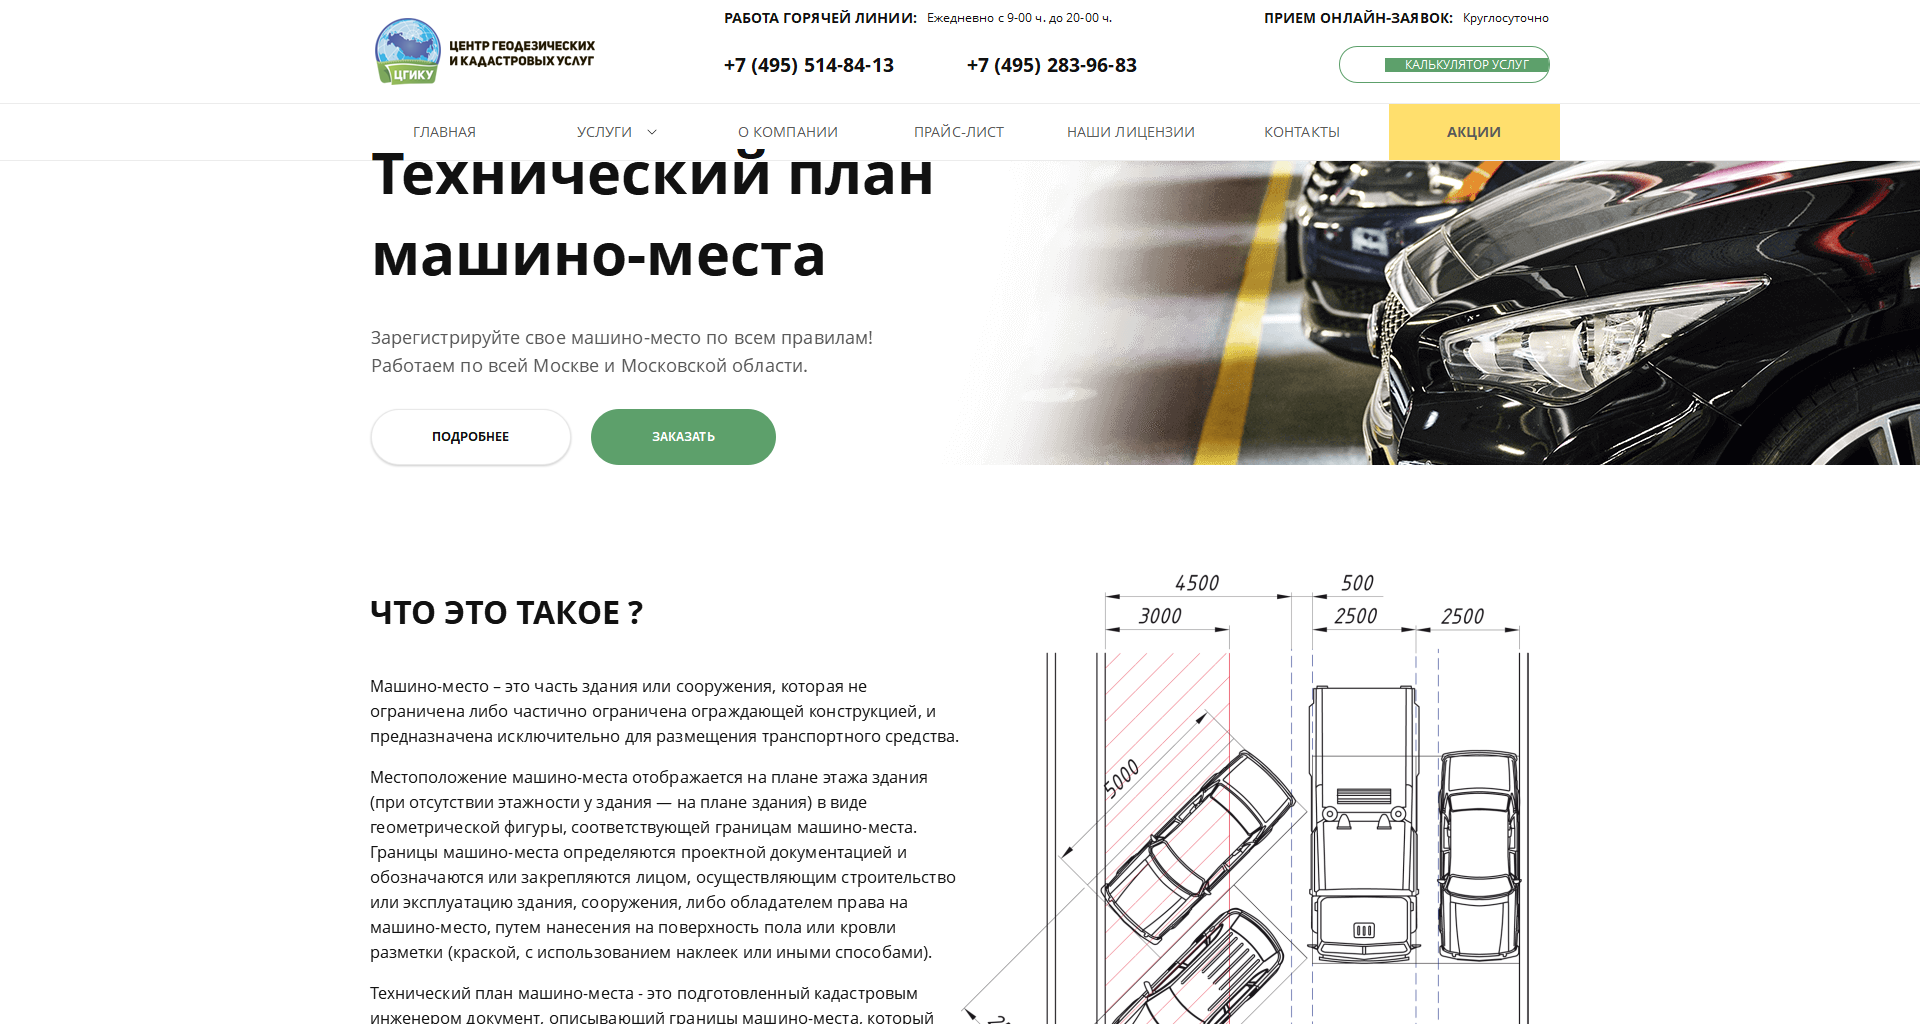 РАБОТА ГОРЯЧЕЙ ЛИНИИ: Ежедневно с 9-00 ч. до 20-00 ч.
ПРИЕМ ОНЛАЙН-ЗАЯВОК: Круглосуточно
ЦГИКУ
ЦЕНТР ГЕОДЕЗИЧЕСКИХ
И КАДАСТРОВЫХ УСЛУГ
+7 (495) 514-84-13
+7 (495) 283-96-83
КАЛЬКУЛЯТОР УСЛУГ
ГЛАВНАЯ
УСЛУГИ
О КОМПАНИИ
ПРАЙС-ЛИСТ
НАШИ ЛИЦЕНЗИИ
КОНТАКТЫ
АКЦИИ
Технический план
машино-места
Зарегистрируйте свое машино-место по всем правилам!
Работаем по всей Москве и Московской области.
ПОДРОБНЕЕ
ЗАКАЗАТЬ
ЧТО ЭТО ТАКОЕ ?
Машино-место – это часть здания или сооружения, которая не
ограничена либо частично ограничена ограждающей конструкцией, и
предназначена исключительно для размещения транспортного средства.
Местоположение машино-места отображается на плане этажа здания
(при отсутствии этажности у здания — на плане здания) в виде
геометрической фигуры, соответствующей границам машино-места.
Границы машино-места определяются проектной документацией и
обозначаются или закрепляются лицом, осуществляющим строительство
или эксплуатацию здания, сооружения, либо обладателем права на
машино-место, путем нанесения на поверхность пола или кровли
разметки (краской, с использованием наклеек или иными способами).
Технический план машино-места - это подготовленный кадастровым
инженером документ, описывающий границы машино-места, который
4500
500
3000
2500
2500
5000